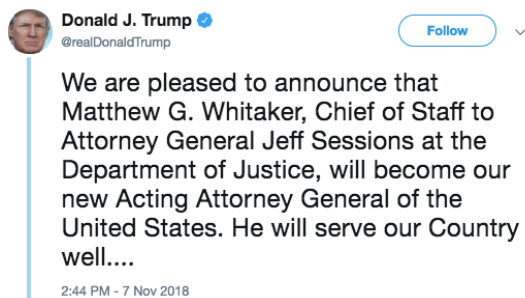 Donald J. Trump
@realDonaldTrump
Follow
We are pleased to announce that
Matthew G. Whitaker, Chief of Staff to
Attorney General Jeff Sessions at the
Department of Justice, will become our
new Acting Attorney General of the
United States. He will serve our Country
well....
2:44 PM - 7 Nov 2018